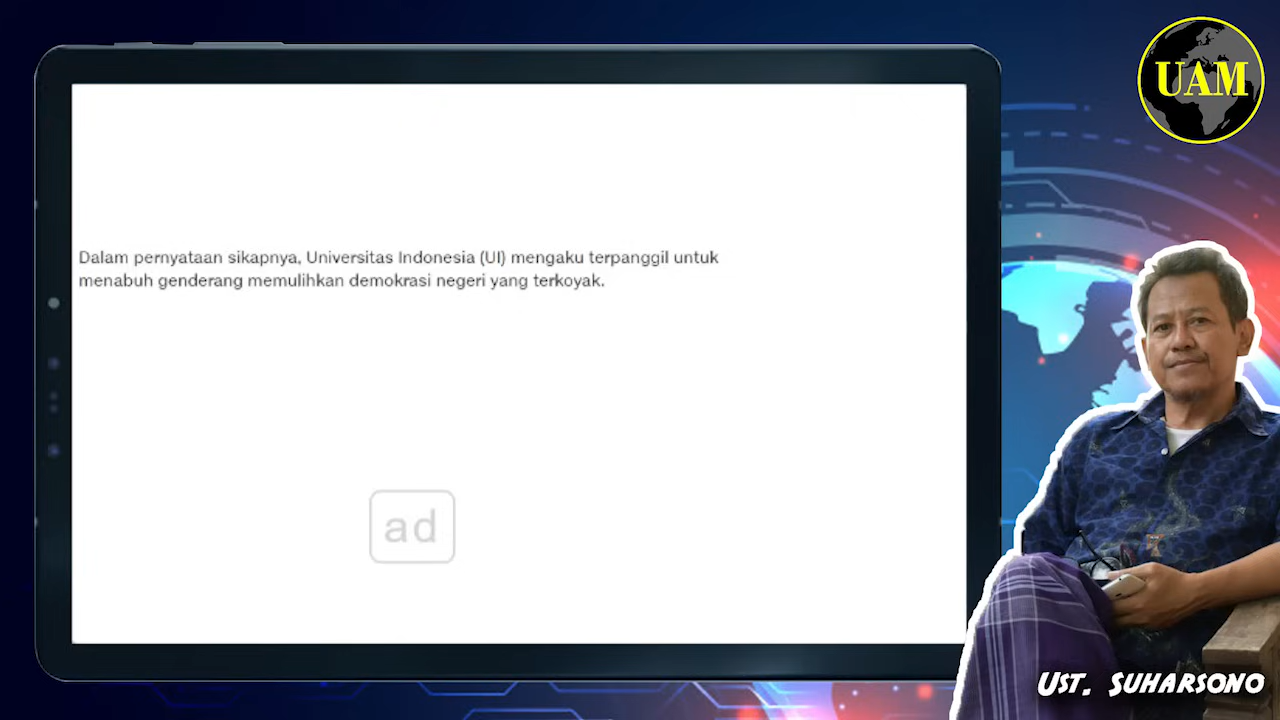 UAM
Dalam pernyataan sikapnya, Universitas Indonesia (UI) mengaku terpanggil untuk
menabuh genderang memulihkan demokrasi negeri yang terkoyak.
ad
UST. SUHARSONO